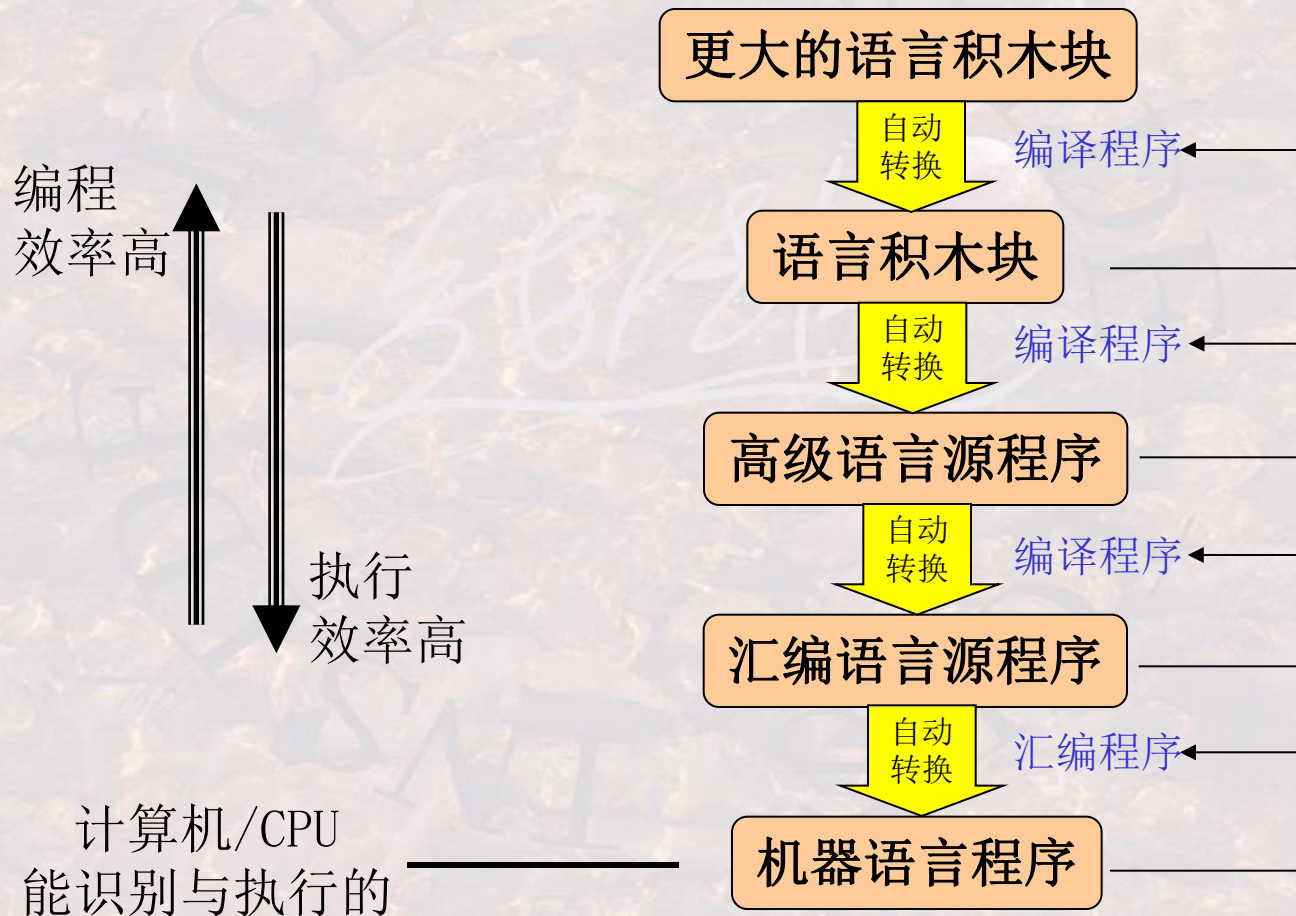 更大的语言积木块
自动
转换
编译程序
编程
效率高
语言积木块
自动
转换
编译程序
高级语言源程序
自动
转换
编译程序
执行
效率高
汇编语言源程序
自动
转换
汇编程序
计算机/CPU
能识别与执行的
机器语言程序